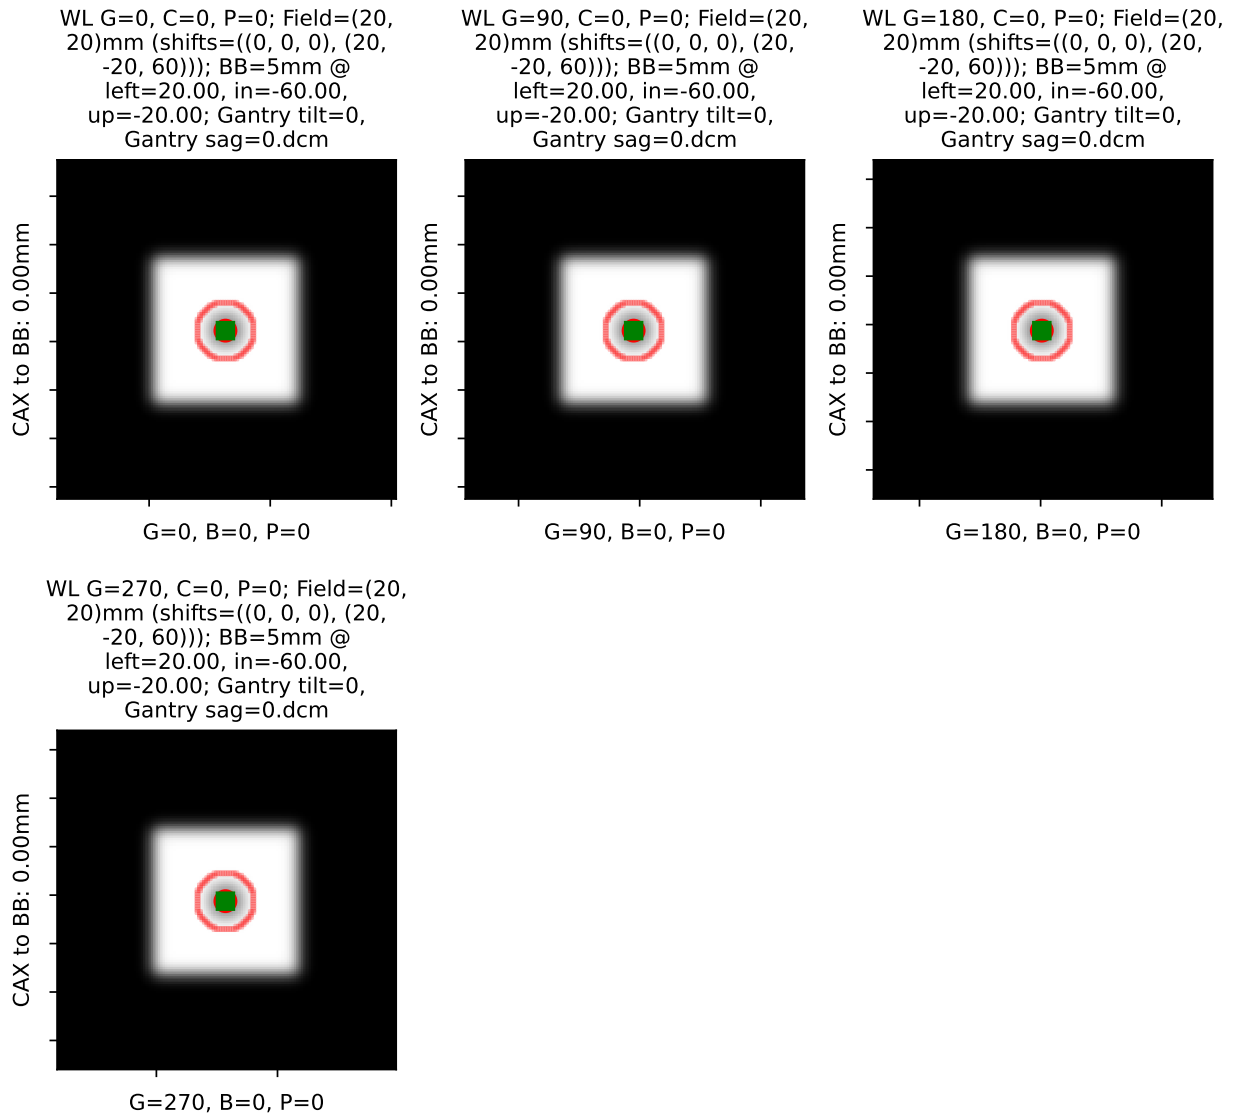 WL G=0, C=0, P=0; Field=(20,
20)mm (shifts=((0, 0, 0), (20,
-20, 60))); BB=5mm @
left=20.00, in=-60.00,
up=-20.00; Gantry tilt=0,
Gantry sag=0.dcm
CAX to BB: 0.00mm
G=0, B=0, P=0
WL G=90, C=0, P=0; Field=(20,
20)mm (shifts=((0, 0, 0), (20,
-20, 60))); BB=5mm @
left=20.00, in=-60.00,
up=-20.00; Gantry tilt=0,
Gantry sag=0.dcm
CAX to BB: 0.00mm
G=90, B=0, P=0
WL G=180, C=0, P=0; Field=(20,
20)mm (shifts=((0, 0, 0), (20,
-20, 60))); BB=5mm @
left=20.00, in=-60.00,
up=-20.00; Gantry tilt=0,
Gantry sag=0.dcm
CAX to BB: 0.00mm
G=180, B=0, P=0
WL G=270, C=0, P=0; Field=(20,
20)mm (shifts=((0, 0, 0), (20,
-20, 60))); BB=5mm @
left=20.00, in=-60.00,
up=-20.00; Gantry tilt=0,
Gantry sag=0.dcm
CAX to BB: 0.00mm
G=270, B=0, P=0